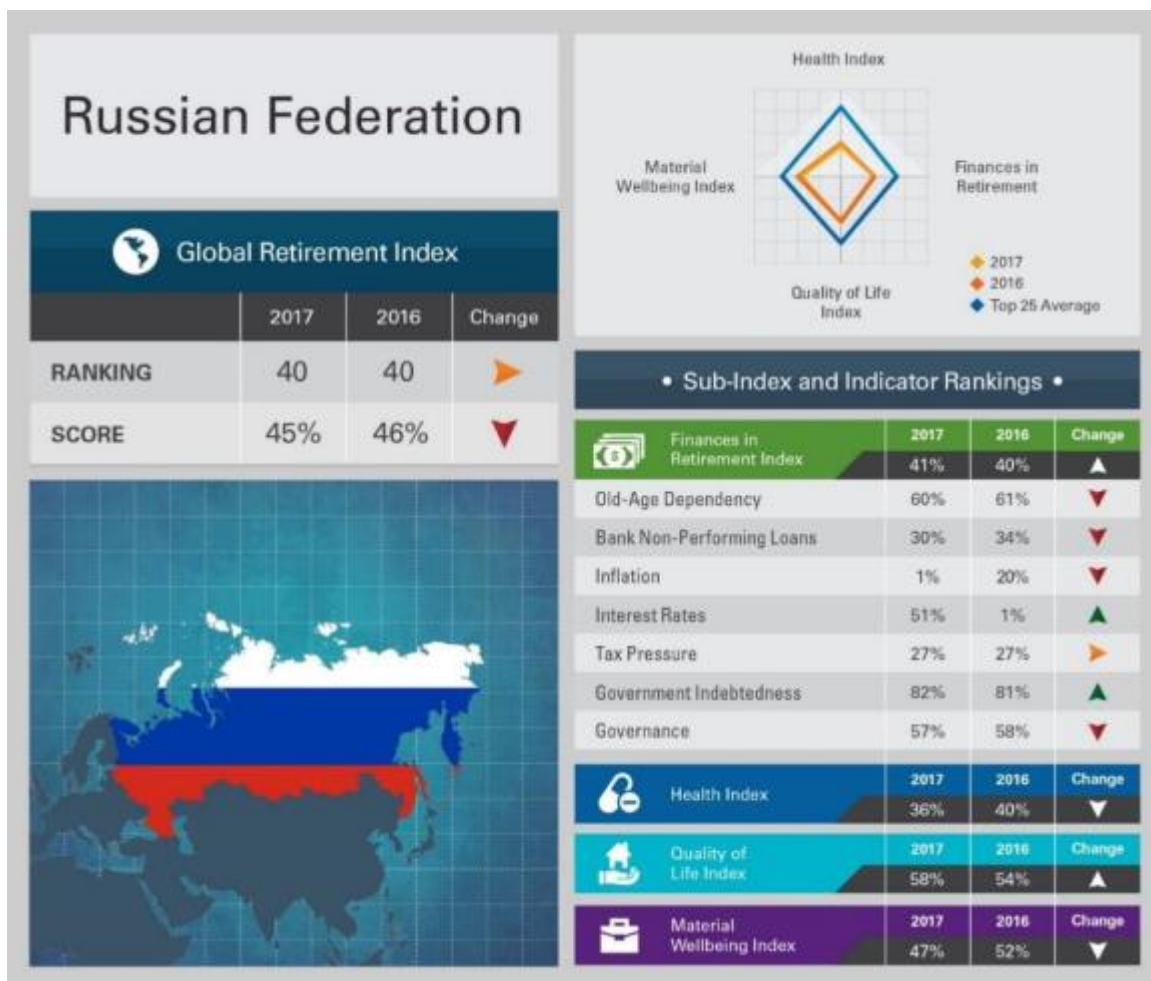 Russian Federation
Global Retirement Index
2017 2016 Change
RANKING 40 40
SCORE 45% 46%
Health Index
Material
Wellbeing Index
Finances in
Retirement
Quality of Life
Index
2017
2016
Top 25 Average
• Sub-Index and Indicator Rankings •
Finances in
Retirement Index
2017 2016 Change
41% 40%
Old-Age Dependency 60% 61%
Bank Non-Performing Loans 30% 34%
Inflation 1% 20%
Interest Rates 51% 1%
Tax Pressure 27% 27%
Government Indebtedness 82% 81%
Governance 57% 58%
Health Index
2017 2016 Change
36% 40%
Quality of
Life Index
2017 2016 Change
58% 54%
Material
Wellbeing Index
2017 2016 Change
47% 52%